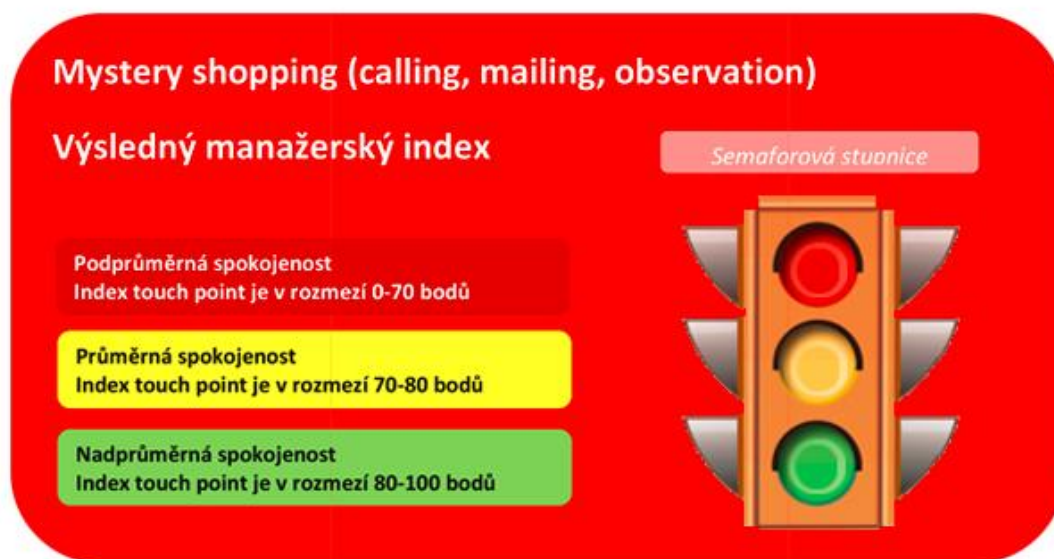 Mystery shopping (calling, mailing, observation)
Výsledný manažerský index
Semaforová stupnice
Podprůměrná spokojenost
Index touch point je v rozmezí 0-70 bodů
Průměrná spokojenost
Index touch point je v rozmezí 70-80 bodů
Nadprůměrná spokojenost
Index touch point je v rozmezí 80-100 bodů